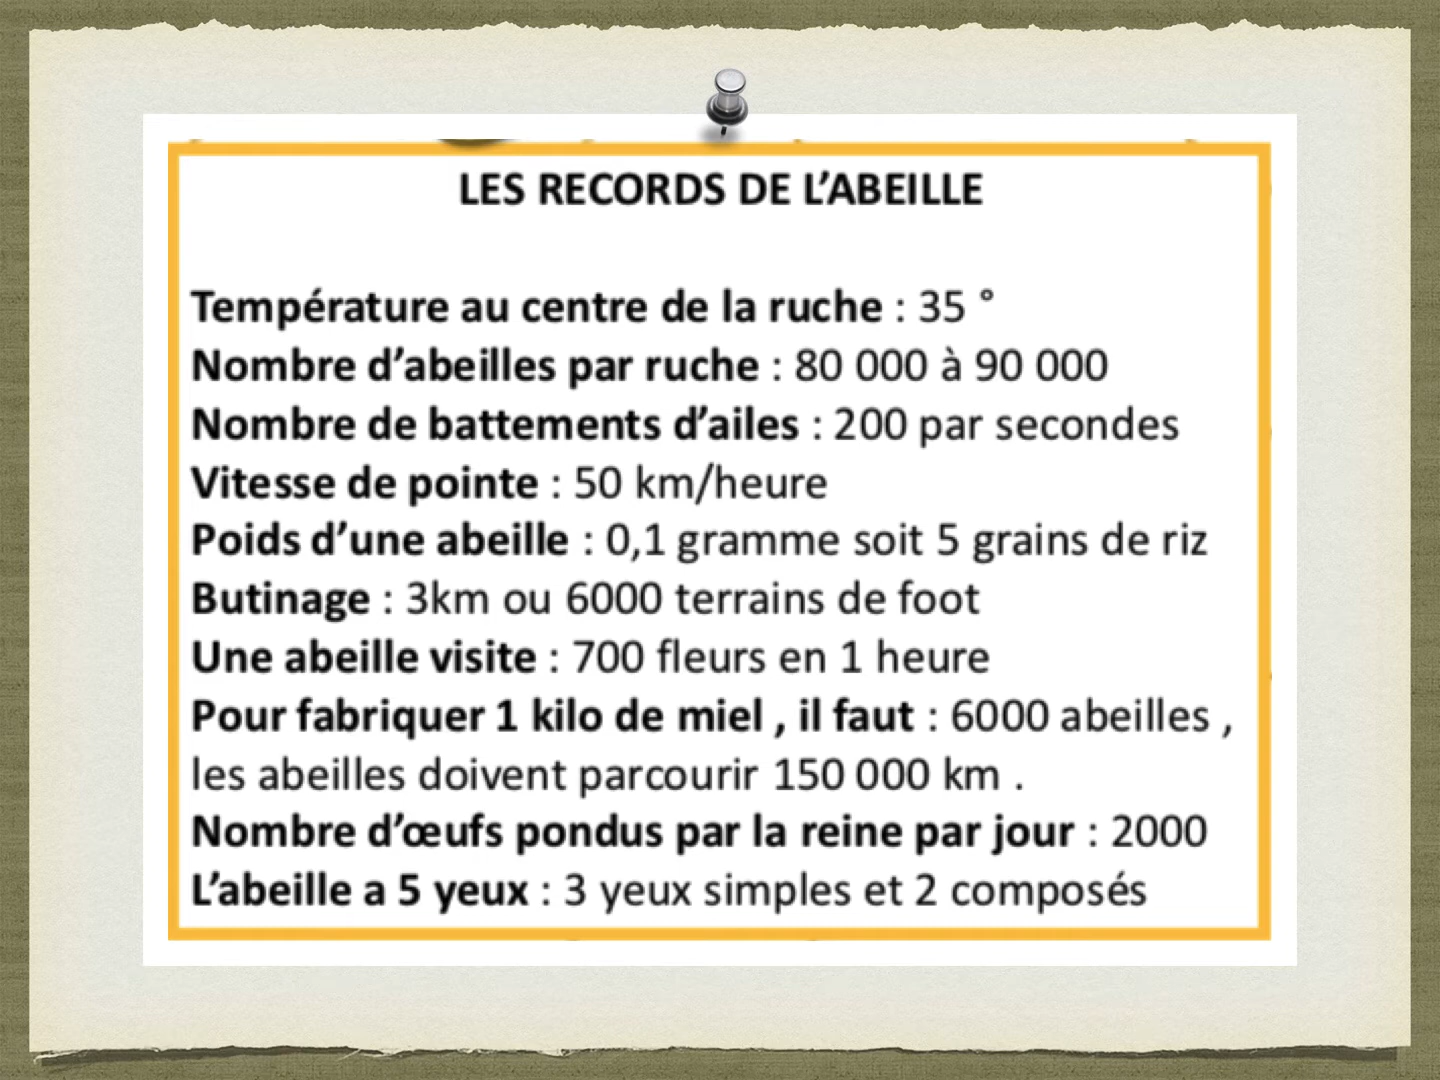 LES RECORDS DE L’ABEILLE
Température au centre de la ruche : 35 °
Nombre d’abeilles par ruche : 80 000 à 90 000
Nombre de battements d’ailes : 200 par secondes
Vitesse de pointe : 50 km/heure
Poids d’une abeille : 0,1 gramme soit 5 grains de riz
Butinage : 3km ou 6000 terrains de foot
Une abeille visite : 700 fleurs en 1 heure
Pour fabriquer 1 kilo de miel , il faut : 6000 abeilles ,
les abeilles doivent parcourir 150 000 km .
Nombre d’œufs pondus par la reine par jour : 2000
L’abeille a 5 yeux : 3 yeux simples et 2 composés